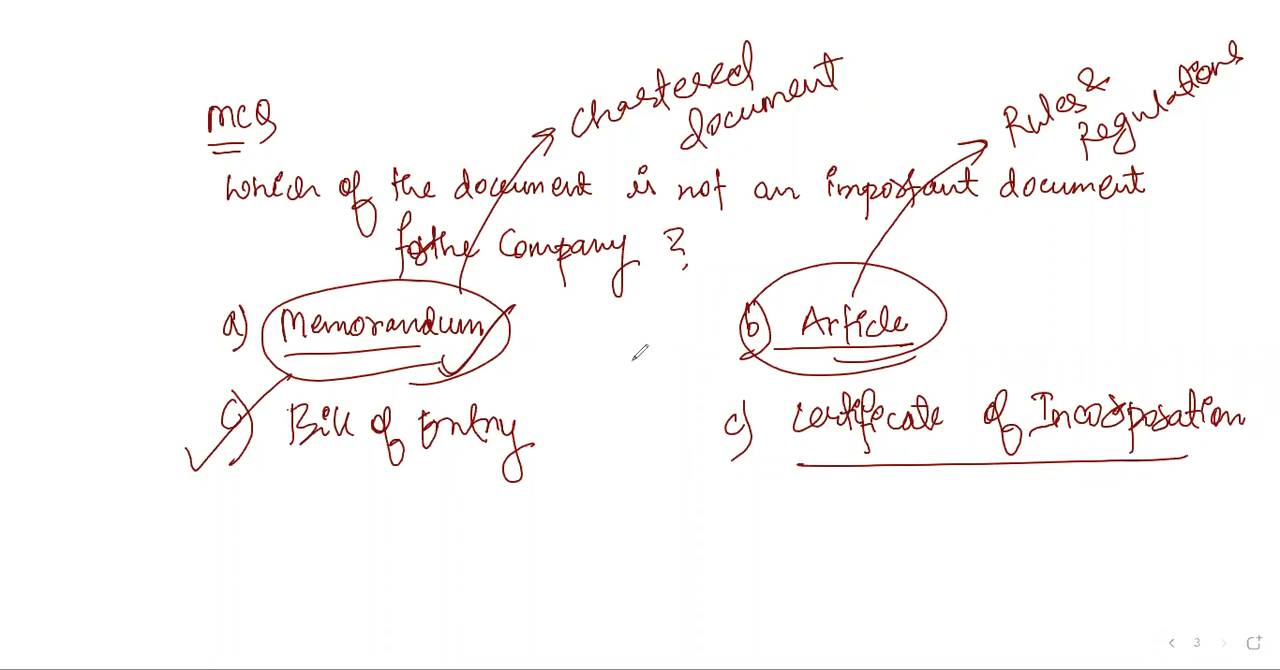 MCQ
Chartered
document
Rules &
Regulations
Which of the document is not an important document
for the Company ?
a) Memorandum
b) Article
c) Bill of Entry
c) Certificate of Incorporation
3